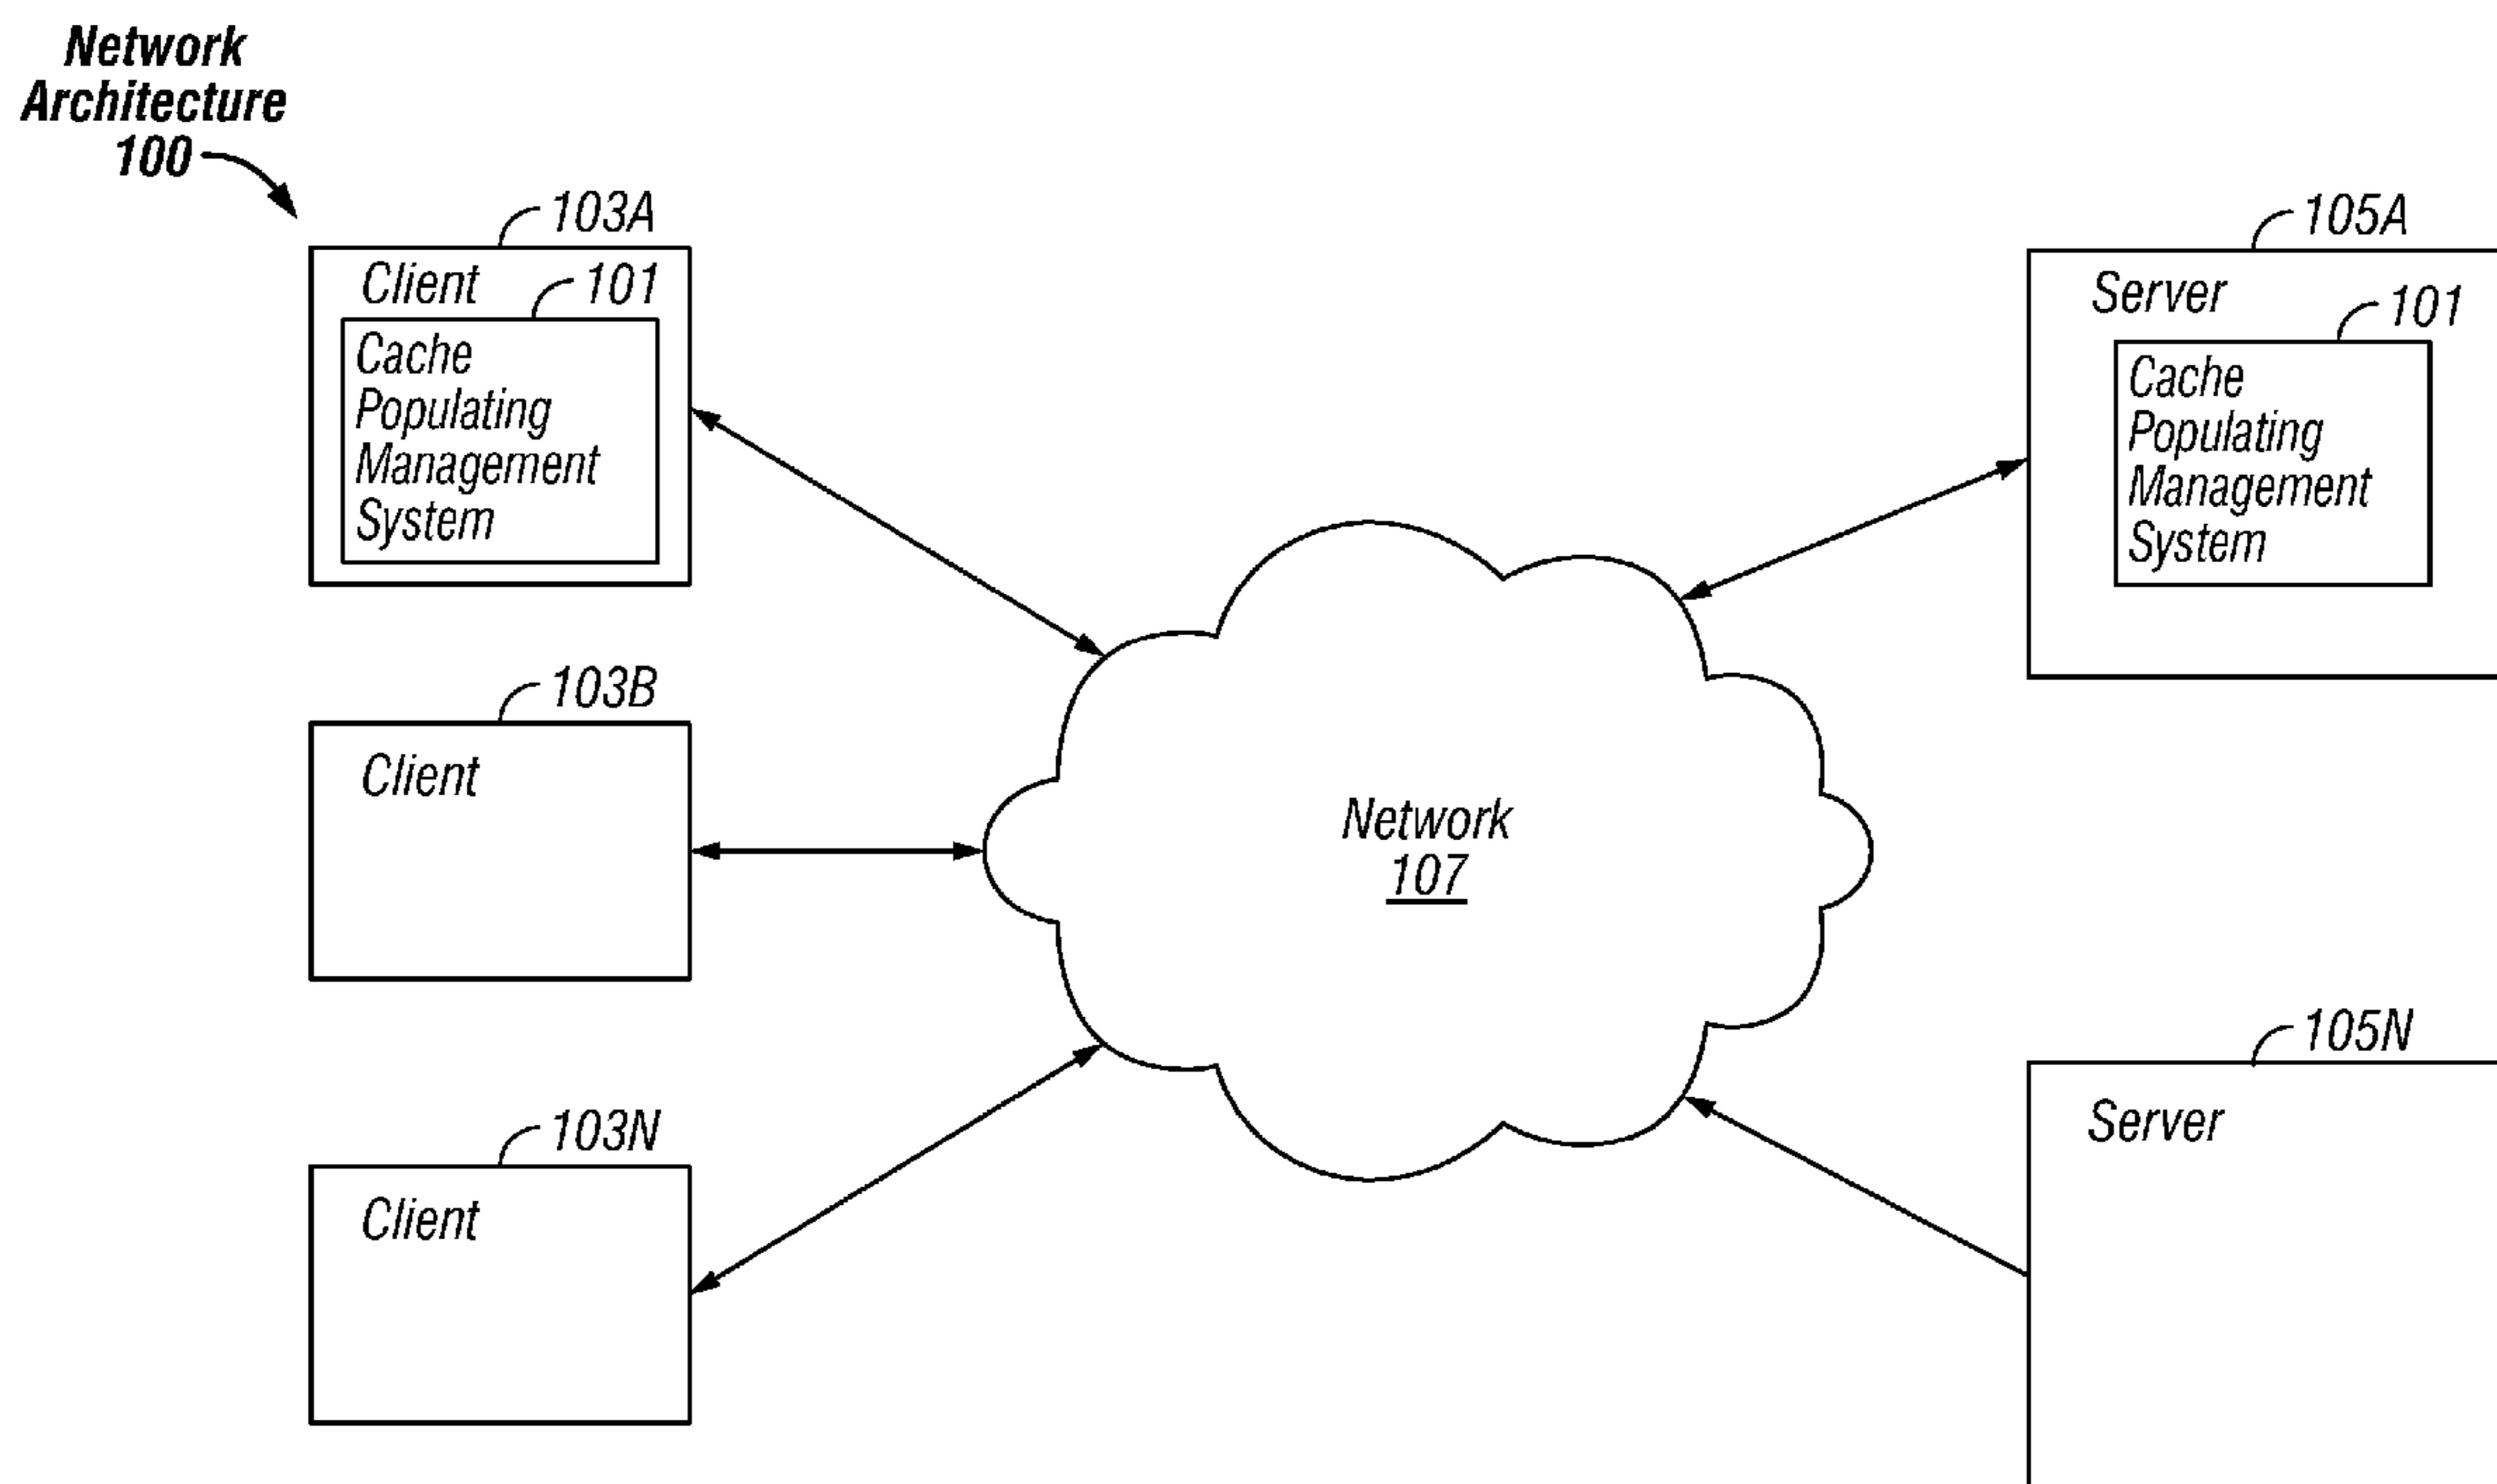 Network
Architecture
100
103A
Client
101
Cache
Populating
Management
System
105A
Server
101
Cache
Populating
Management
System
103B
Client
Network
107
103N
Client
105N
Server